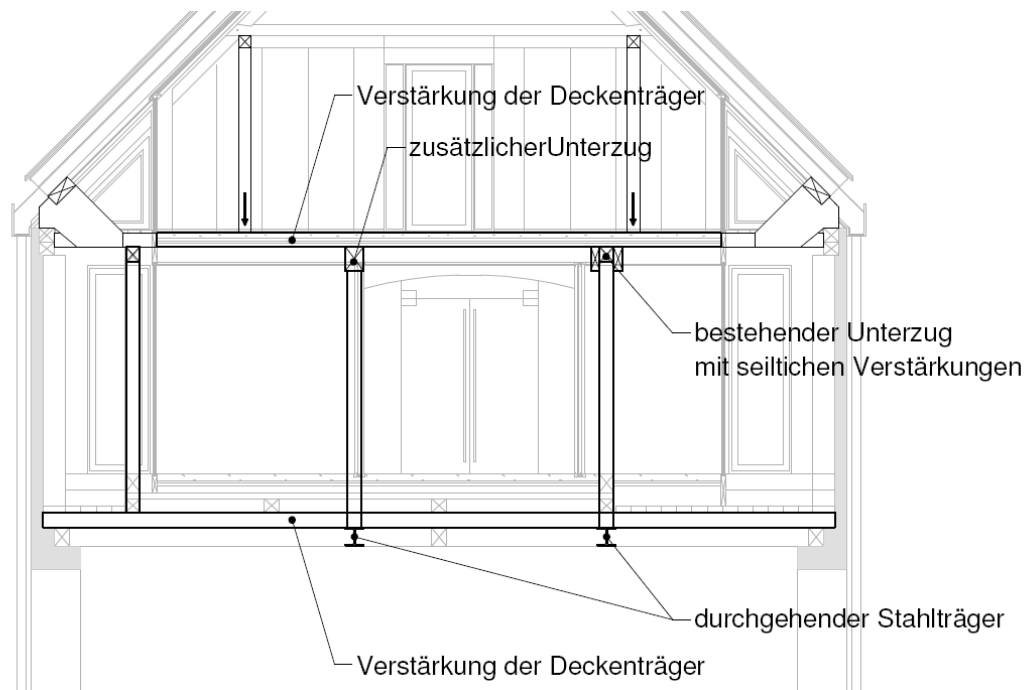 Verstärkung der Deckenträger
zusätzlicherUnterzug
bestehender Unterzug
mit seiltichen Verstärkungen
durchgehender Stahlträger
Verstärkung der Deckenträger